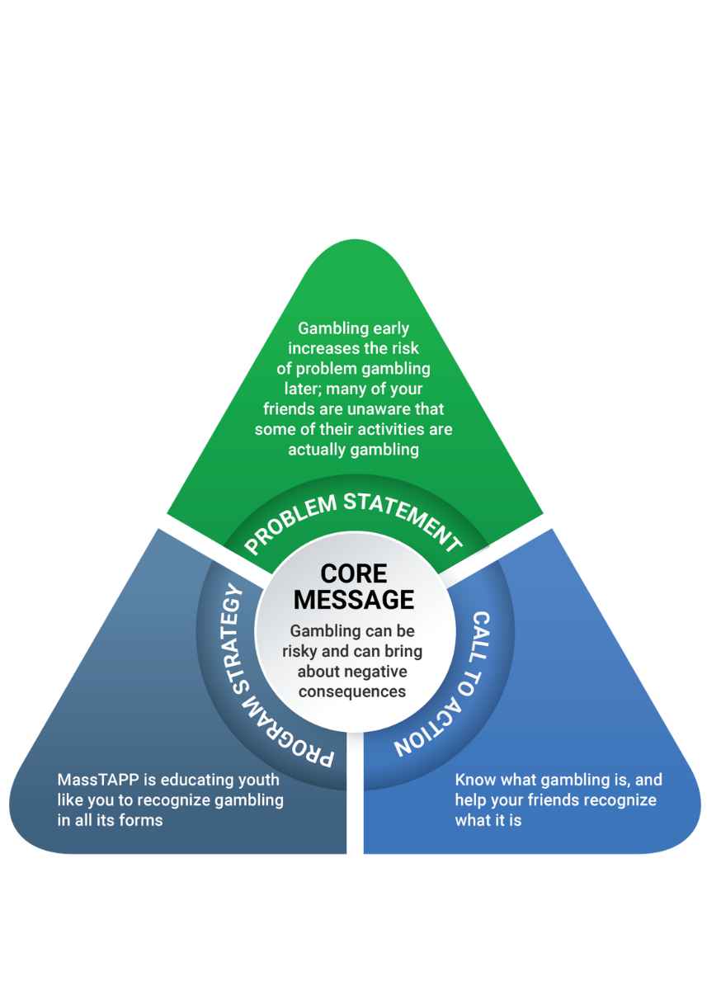 Gambling early
increases the risk
of problem gambling
later; many of your
friends are unaware that
some of their activities are
actually gambling
PROBLEM STATEMENT
CORE
MESSAGE
Gambling can be
risky and can bring
about negative
consequences
PROGRAM STRATEGY
MassTAPP is educating youth
like you to recognize gambling
in all its forms
CALL TO ACTION
Know what gambling is, and
help your friends recognize
what it is